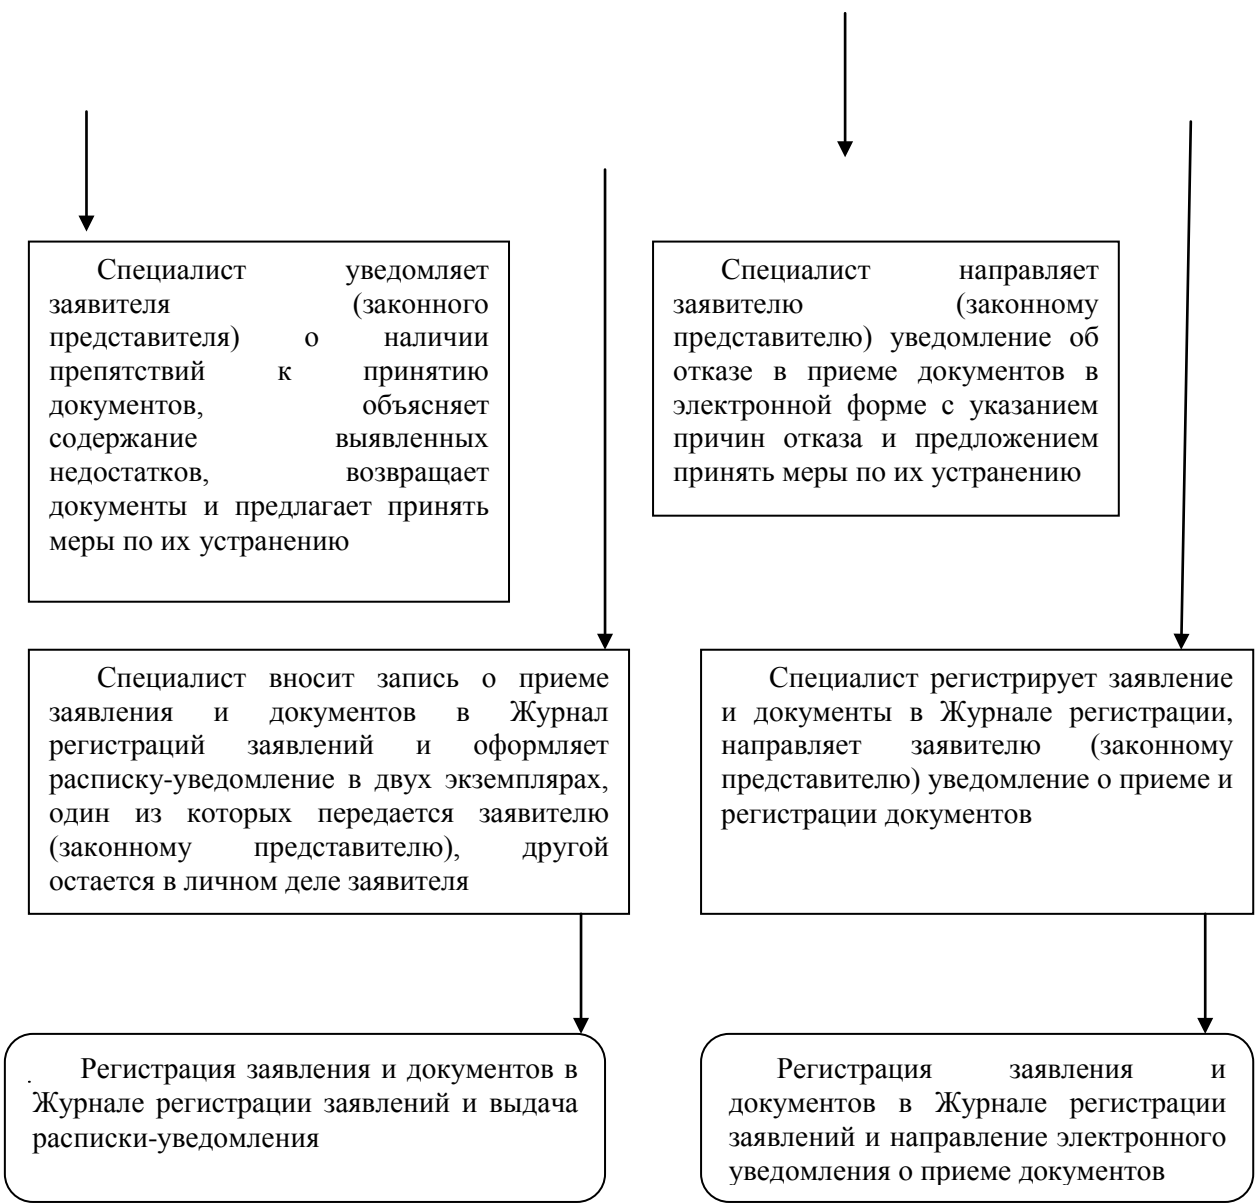 Специалист уведомляет
заявителя (законного
представителя) о наличии
препятствий к принятию
документов, объясняет
содержание выявленных
недостатков, возвращает
документы и предлагает принять
меры по их устранению
Специалист направляет
заявителю (законному
представителю) уведомление об
отказе в приеме документов в
электронной форме с указанием
причин отказа и предложением
принять меры по их устранению
Специалист вносит запись о приеме
заявления и документов в Журнал
регистраций заявлений и оформляет
расписку-уведомление в двух экземплярах,
один из которых передается заявителю
(законному представителю), другой
остается в личном деле заявителя
Специалист регистрирует заявление
и документы в Журнале регистрации,
направляет заявителю (законному
представителю) уведомление о приеме и
регистрации документов
Регистрация заявления и документов в
Журнале регистрации заявлений и выдача
расписки-уведомления
Регистрация заявления и
документов в Журнале регистрации
заявлений и направление электронного
уведомления о приеме документов